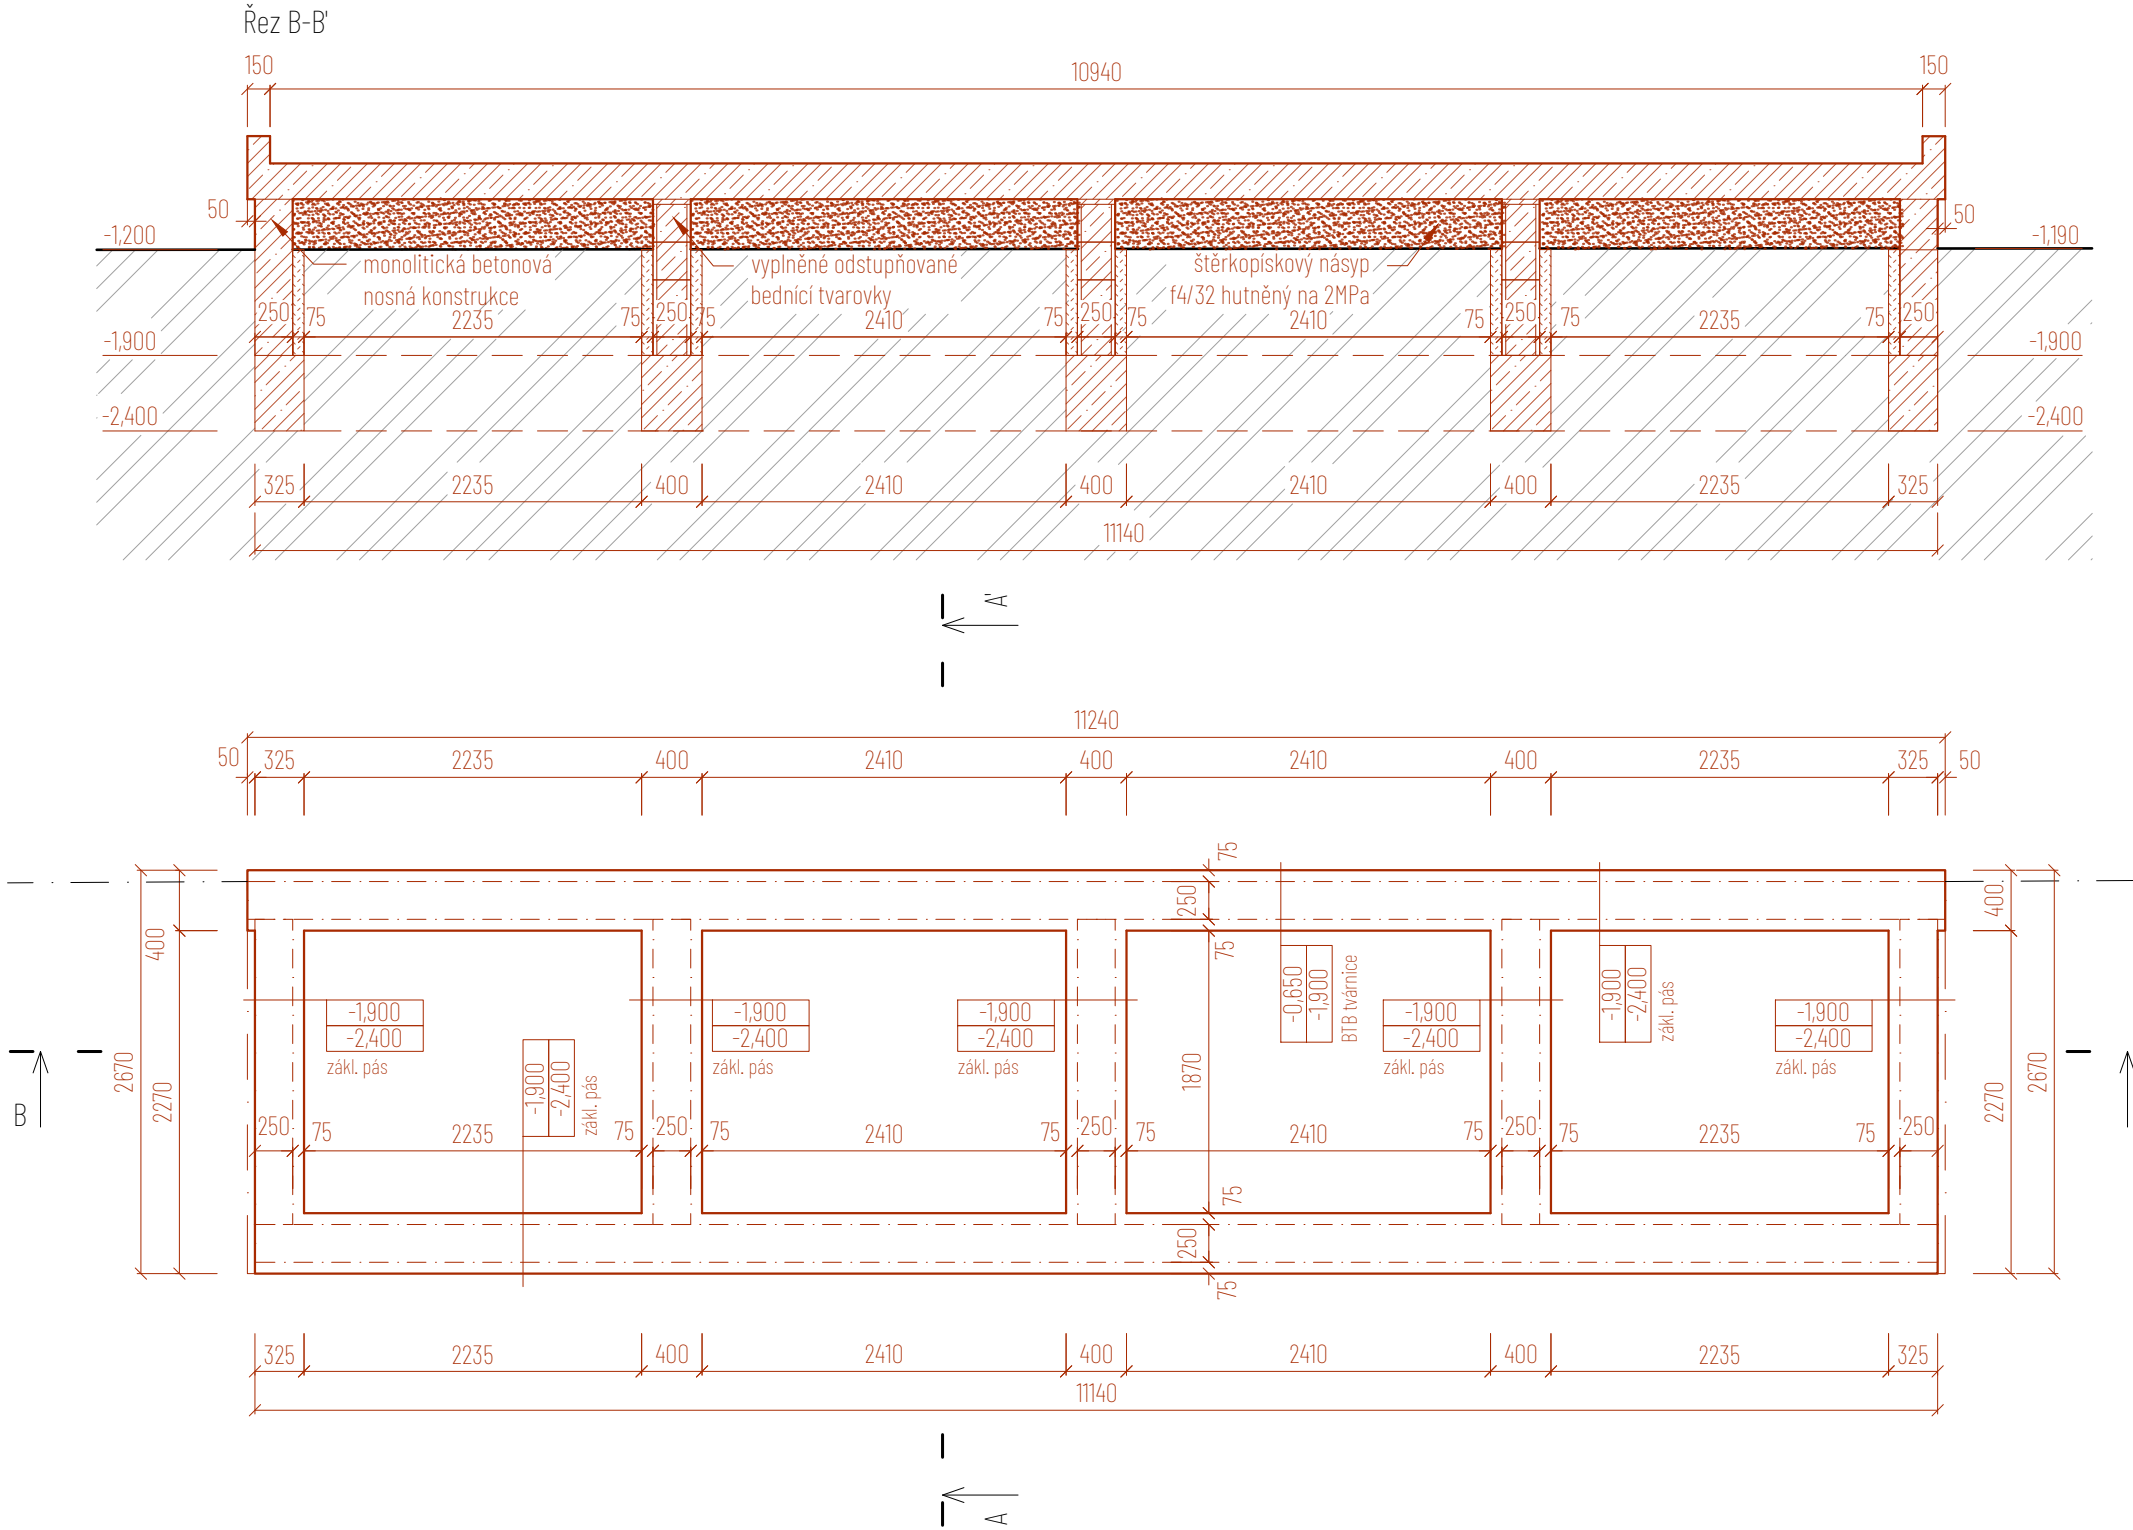 Řez B-B'
150 10940 150
50 50
-1,200 -1,190
monolitická betonová
nosná konstrukce
vyplněné odstupňované
bednící tvarovky
štěrkopískový násyp
f4/32 hutněný na 2MPa
250 75 2235 75 250 75 2410 75 250 75 2410 75 250 75 2235 75 250
-1,900 -1,900
-2,400 -2,400
325 2235 400 2410 400 2410 400 2235 325
11140
A'
11240
50 325 2235 400 2410 400 2410 400 2235 325 50
75
250
75
400
2670
2270
400
2270
2670
-1,900
-2,400
zákl. pás
-1,900
-2,400
zákl. pás
-1,900
-2,400
zákl. pás
-1,900
-2,400
zákl. pás
-0,650
-1,900
BTB tvárnice
-1,900
-2,400
zákl. pás
-1,900
-2,400
zákl. pás
-1,900
-2,400
zákl. pás
1870
B
250 75 2235 75 250 75 2410 75 250 75 2410 75 250 75 2235 75 250
75
250
75
325 2235 400 2410 400 2410 400 2235 325
11140
A